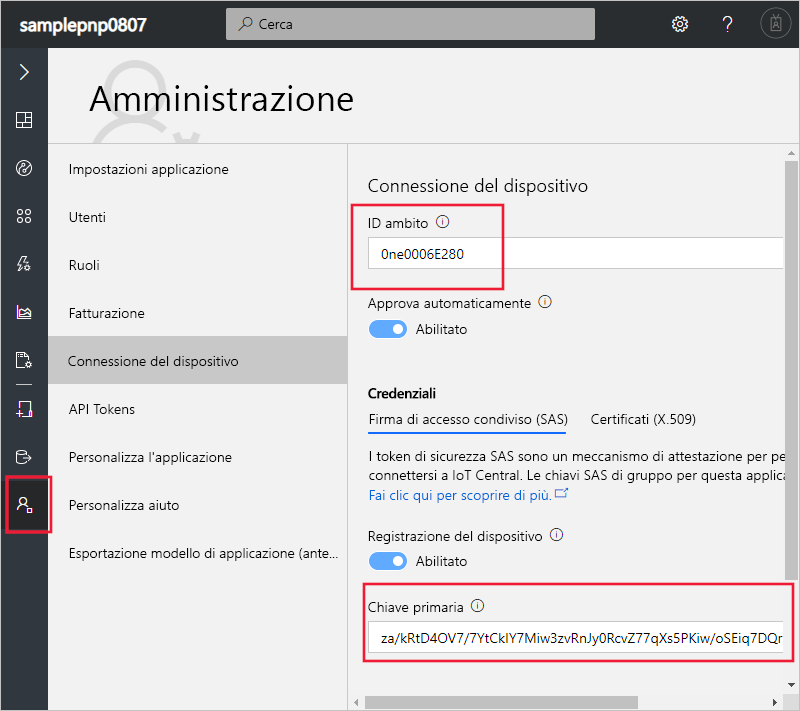 samplepnp0807
Cerca
?
Amministrazione
Impostazioni applicazione
Utenti
Ruoli
Fatturazione
Connessione del dispositivo
API Tokens
Personalizza l'applicazione
Personalizza aiuto
Esportazione modello di applicazione (ante...
Connessione del dispositivo
ID ambito
0ne0006E280
Approva automaticamente
Abilitato
Credenziali
Firma di accesso condiviso (SAS) Certificati (X.509)
I token di sicurezza SAS sono un meccanismo di attestazione per pe
connettersi a IoT Central. Le chiavi SAS di gruppo per questa applica
Fai clic qui per scoprire di più.
Registrazione del dispositivo
Abilitato
Chiave primaria
za/kRtD4OV7/7YtCkIY7Miw3zvRnJy0RcvZ77qXs5PKiw/oSEiq7DQr